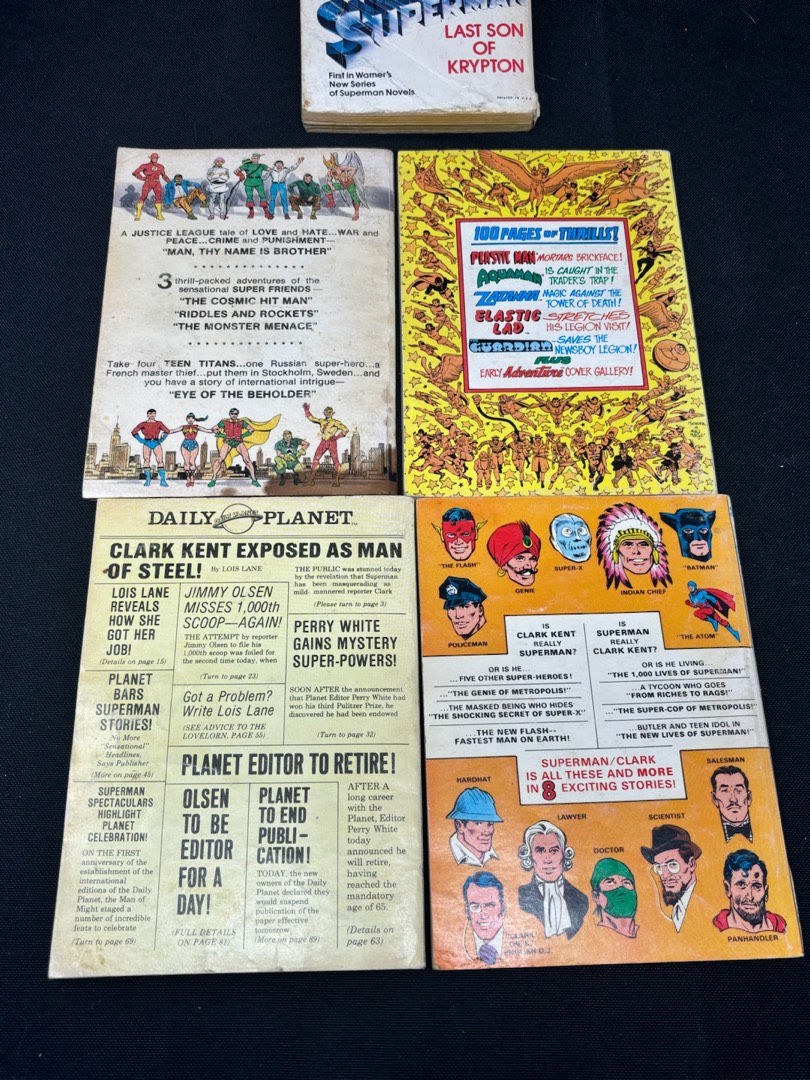 SUPERMAN
LAST SON
OF
KRYPTON
First in Warner's
New Series
of Superman Novels
PRINTED IN U.S.A.
A JUSTICE LEAGUE tale of LOVE and HATE...WAR and
PEACE...CRIME and PUNISHMENT—
"MAN, THY NAME IS BROTHER"
3 thrill-packed adventures of the
sensational SUPER FRIENDS—
"THE COSMIC HIT MAN"
"RIDDLES AND ROCKETS"
"THE MONSTER MENACE"
Take four TEEN TITANS...one Russian super-hero...a
French master thief...put them in Stockholm, Sweden...and
you have a story of international intrigue—
"EYE OF THE BEHOLDER"
100 PAGES OF THRILLS!
PLASTIC MAN MORTARS BRICKFACE!
AQUAMAN IS CAUGHT IN THE
TRADER'S TRAP!
ZATANNA MAGIC AGAINST THE
TOWER OF DEATH!
ELASTIC
LAD STRETCHES
HIS LEGION VISIT!
THE GUARDIAN SAVES THE
NEWSBOY LEGION!
PLUS
EARLY Adventure COVER GALLERY!
DAILY PLANET
CLARK KENT EXPOSED AS MAN
OF STEEL!
By LOIS LANE
THE PUBLIC was stunned today
by the revelation that Superman
has been masquerading as
mild-mannered reporter Clark
(Please turn to page 3)
LOIS LANE
REVEALS
HOW SHE
GOT HER
JOB!
(Details on page 15)
JIMMY OLSEN
MISSES 1,000th
SCOOP—AGAIN!
THE ATTEMPT by reporter
Jimmy Olsen to file his
1,000th scoop was foiled for
the second time today, when
(Turn to page 23)
PERRY WHITE
GAINS MYSTERY
SUPER-POWERS!
SOON AFTER the announcement
that Planet Editor Perry White had
won his third Pulitzer Prize, he
discovered he had been endowed
(Turn to page 32)
PLANET
BARS
SUPERMAN
STORIES!
No More
"Sensational"
Headlines,
Says Publisher
(More on page 45)
Got a Problem?
Write Lois Lane
(SEE ADVICE TO THE
LOVELORN, PAGE 55)
PLANET EDITOR TO RETIRE!
SUPERMAN
SPECTACULARS
HIGHLIGHT
PLANET
CELEBRATION!
ON THE FIRST
anniversary of the
establishment of the
international
editions of the Daily
Planet, the Man of
Might staged a
number of incredible
feats to celebrate
(Turn to page 69)
OLSEN
TO BE
EDITOR
FOR A
DAY!
(FULL DETAILS
ON PAGE 81)
PLANET
TO END
PUBLI-
CATION!
TODAY, the new
owners of the Daily
Planet declared they
would suspend
publication of the
paper effective
tomorrow
(More on page 89)
AFTER A
long career
with the
Planet, Editor
Perry White
today
announced he
will retire,
having
reached the
mandatory
age of 65.
(Details on
page 63)
"THE FLASH"
GENIE
SUPER-X
INDIAN CHIEF
"BATMAN"
POLICEMAN
"THE ATOM"
IS
CLARK KENT
REALLY
SUPERMAN?
IS
SUPERMAN
REALLY
CLARK KENT?
OR IS HE...
...FIVE OTHER SUPER-HEROES!
..."THE GENIE OF METROPOLIS!"
...THE MASKED BEING WHO HIDES
"THE SHOCKING SECRET OF SUPER-X"
...THE NEW FLASH—
FASTEST MAN ON EARTH!
OR IS HE LIVING...
..."THE 1,000 LIVES OF SUPERMAN!"
...A TYCOON WHO GOES
"FROM RICHES TO RAGS!"
..."THE SUPER-COP OF METROPOLIS!"
...BUTLER AND TEEN IDOL IN
"THE NEW LIVES OF SUPERMAN!"
SUPERMAN/CLARK
IS ALL THESE AND MORE
IN 8 EXCITING STORIES!
HARDHAT
LAWYER
DOCTOR
SCIENTIST
SALESMAN
PANHANDLER